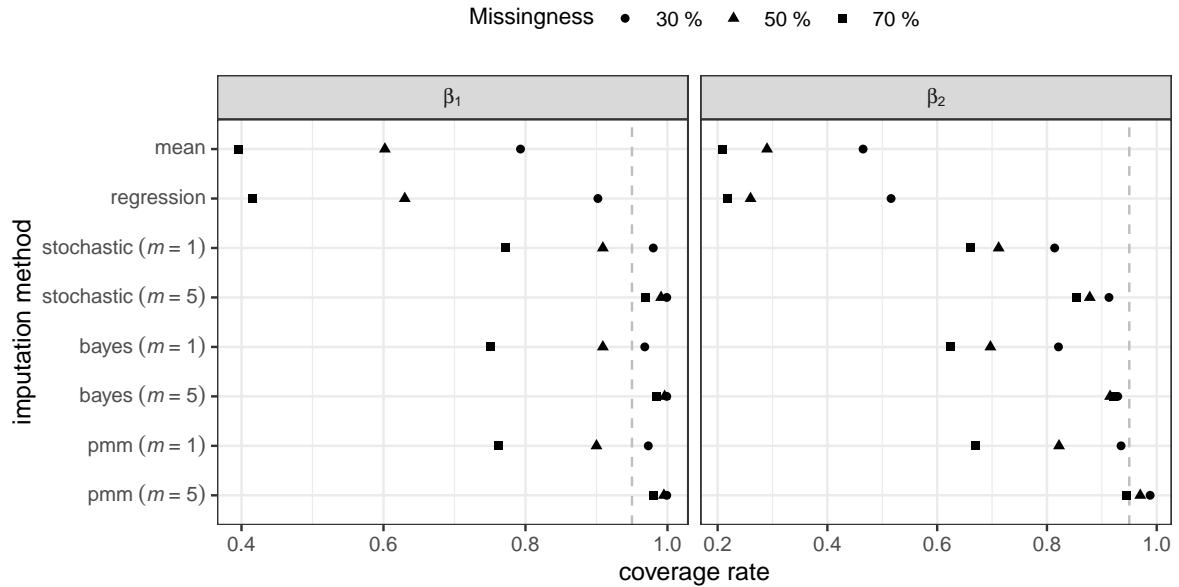 Missingness 30 % 50 % 70 %
β₁ β₂
mean
regression
stochastic (m = 1)
stochastic (m = 5)
bayes (m = 1)
bayes (m = 5)
pmm (m = 1)
pmm (m = 5)
imputation method
0.4 0.6 0.8 1.0 0.2 0.4 0.6 0.8 1.0
coverage rate